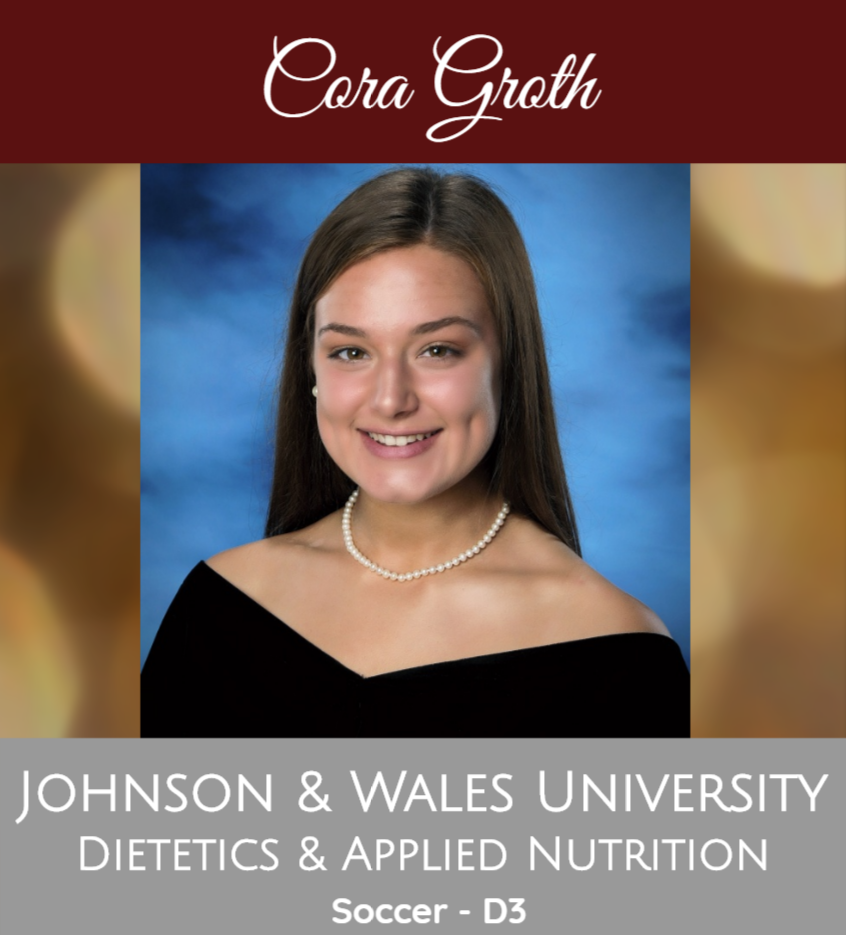 Cora Groth
Johnson & Wales University
Dietetics & Applied Nutrition
Soccer - D3